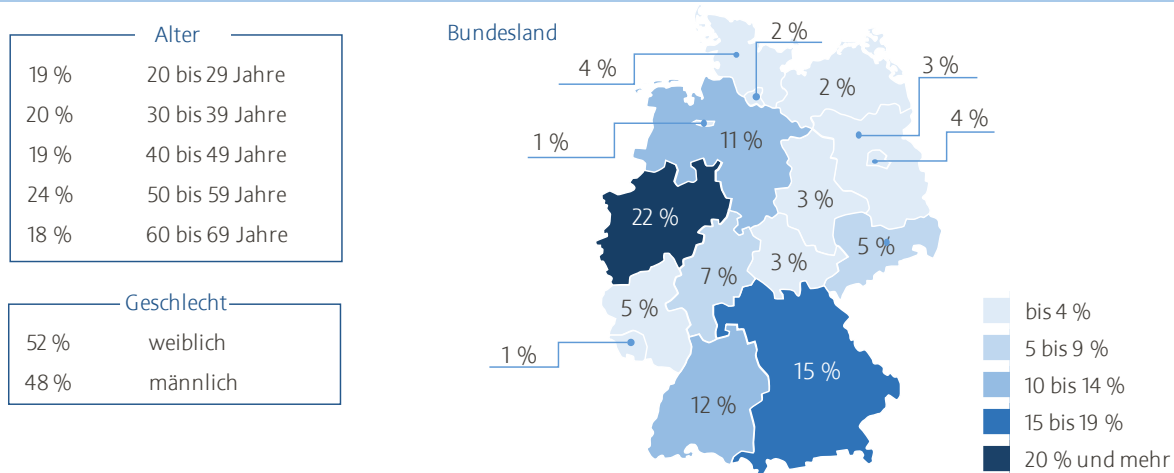 Alter
19 % 20 bis 29 Jahre
20 % 30 bis 39 Jahre
19 % 40 bis 49 Jahre
24 % 50 bis 59 Jahre
18 % 60 bis 69 Jahre
Geschlecht
52 % weiblich
48 % männlich
Bundesland
2 %
4 %
3 %
2 %
4 %
1 %
11 %
3 %
22 %
5 %
7 %
3 %
5 %
1 %
15 %
12 %
bis 4 %
5 bis 9 %
10 bis 14 %
15 bis 19 %
20 % und mehr